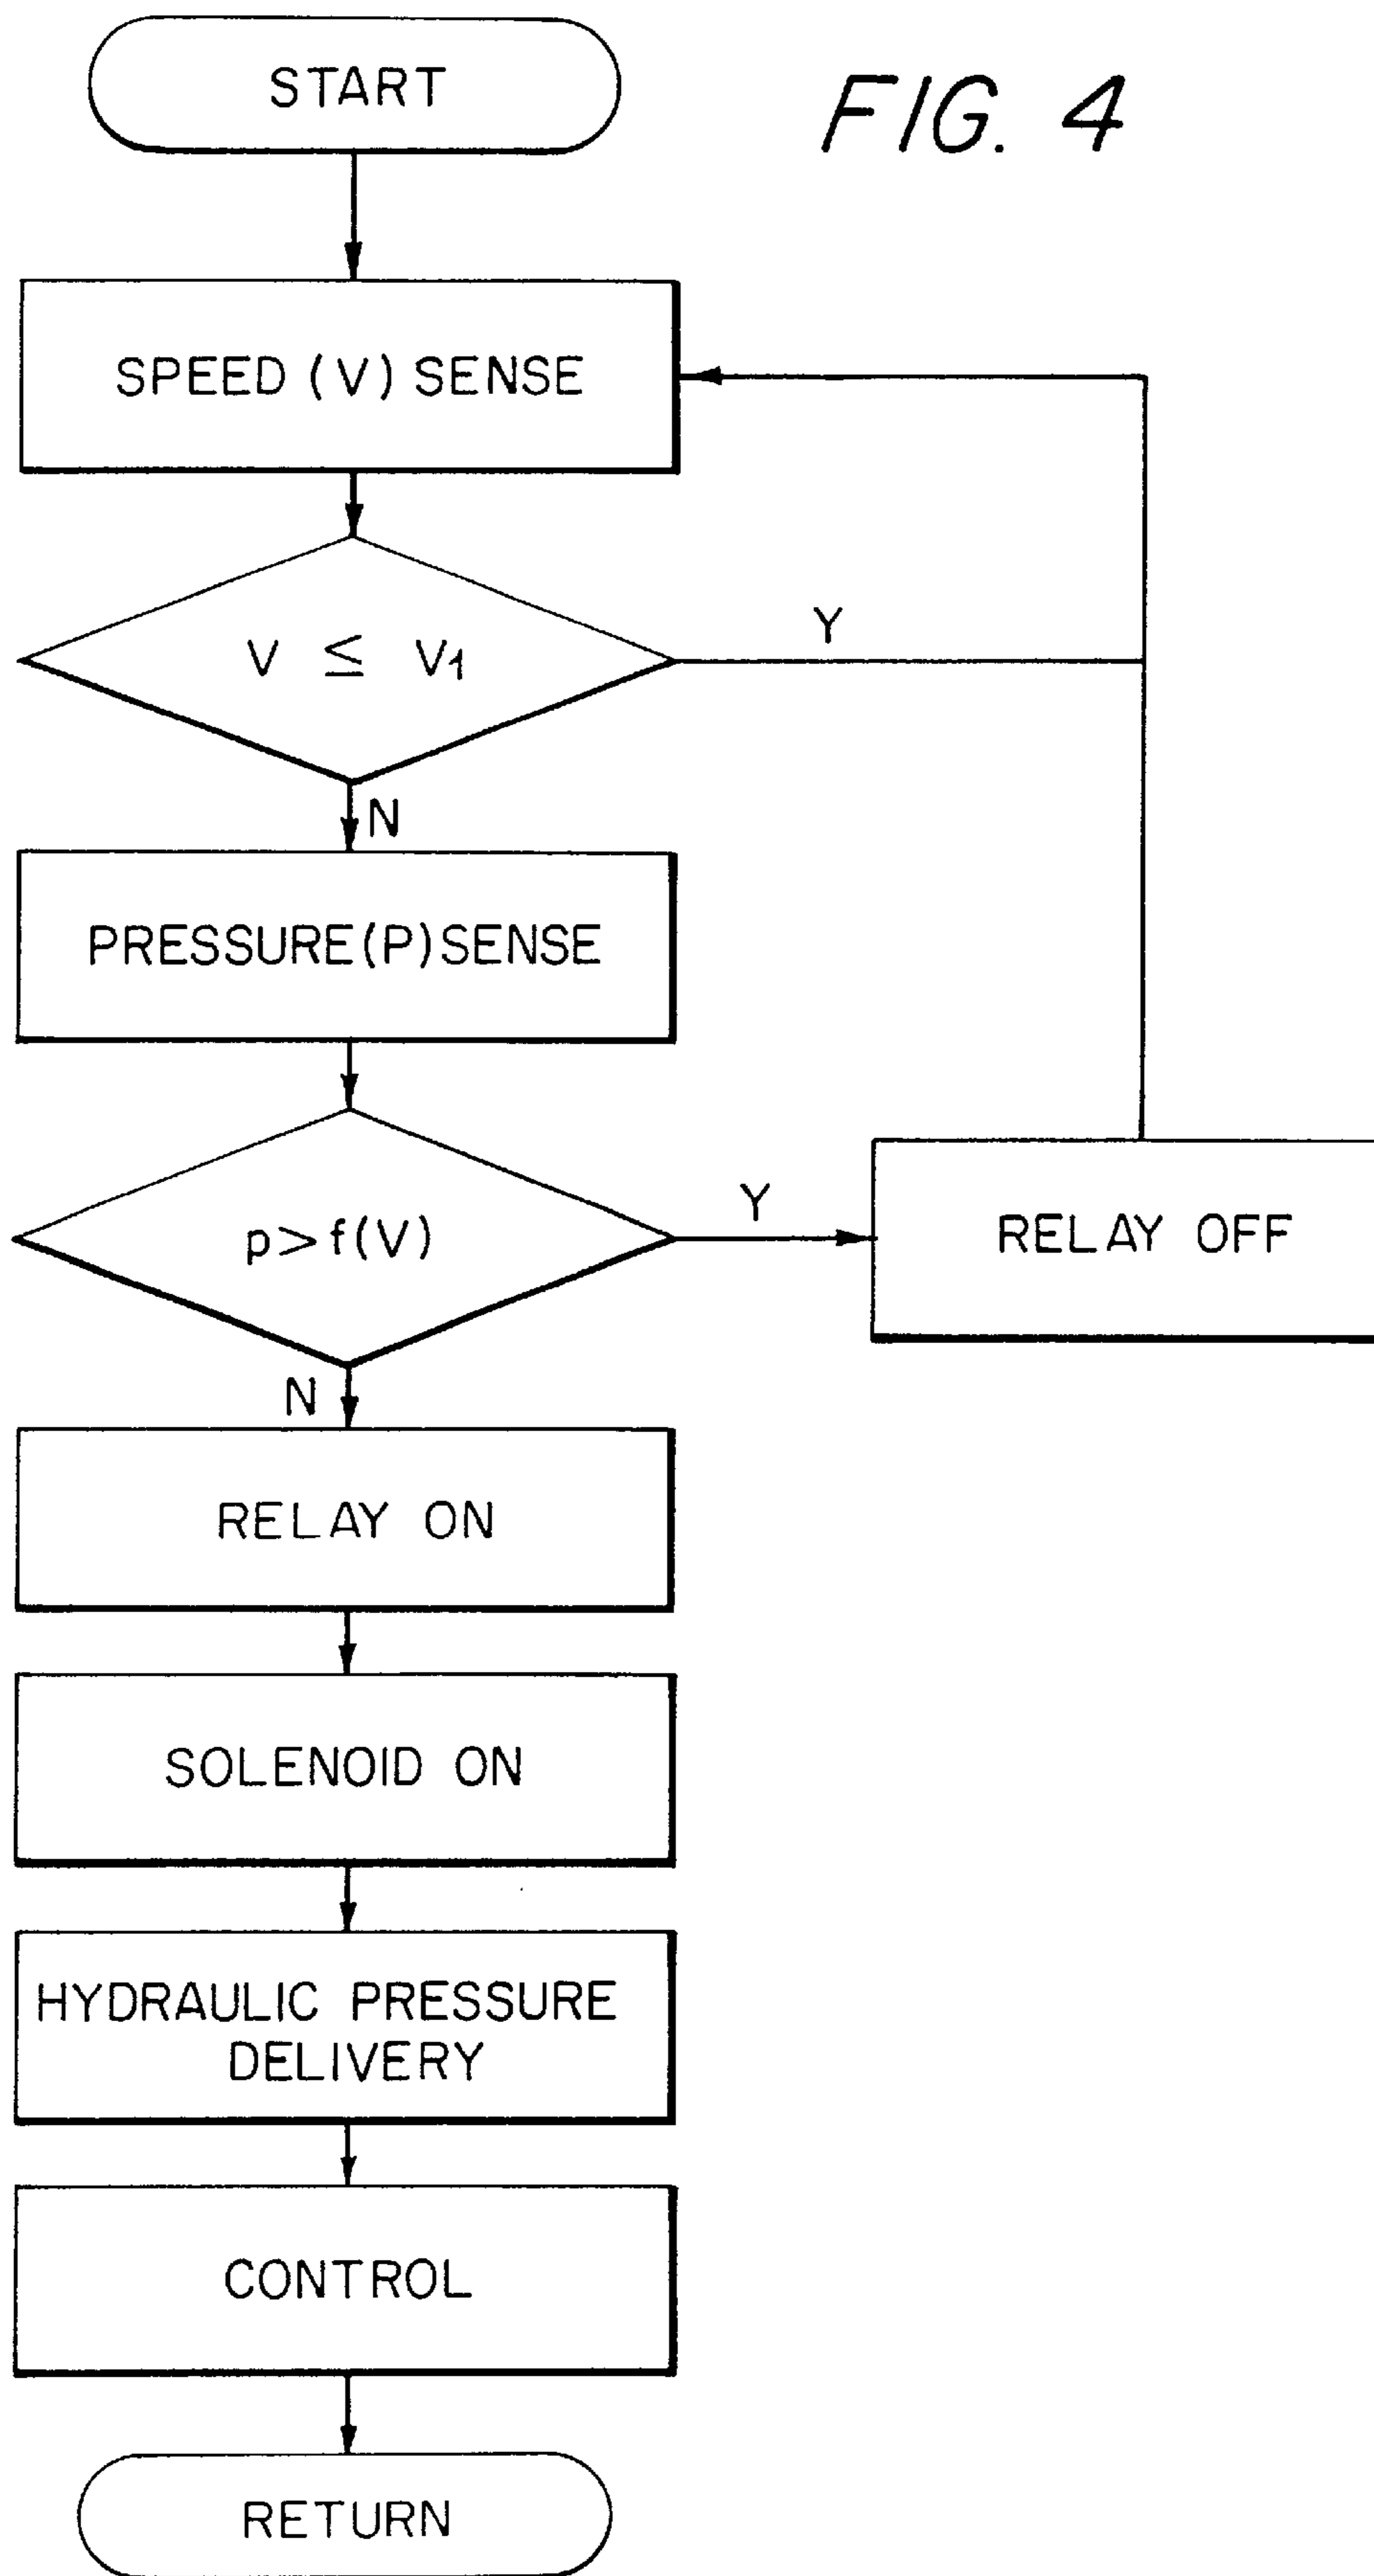 START
FIG. 4
SPEED (V) SENSE
V ≤ V1
Y
N
PRESSURE(P)SENSE
p>f(V)
Y
RELAY OFF
N
RELAY ON
SOLENOID ON
HYDRAULIC PRESSURE
DELIVERY
CONTROL
RETURN